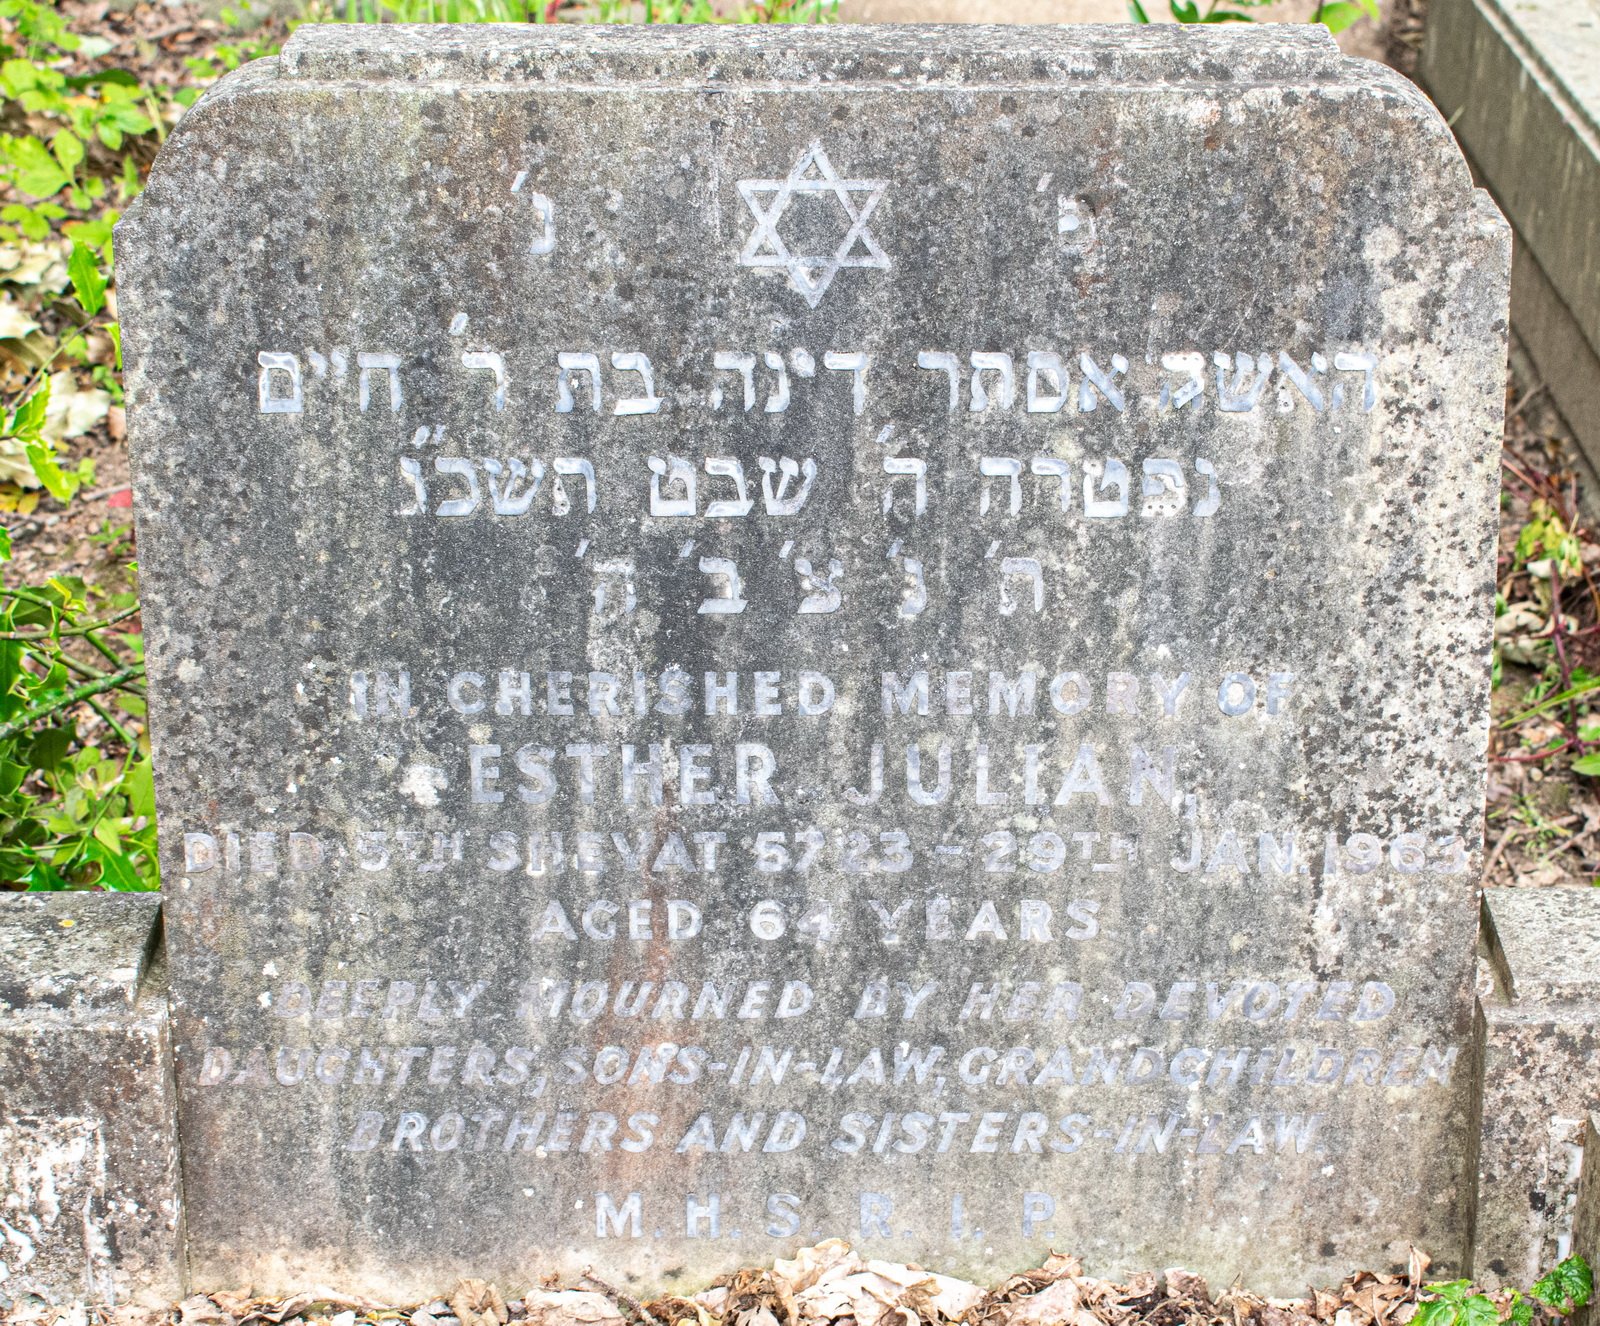 פ' נ'
האשה אסתר דינה בת ר' חיים
נפטרה ה' שבט תשכ"ג
ת' נ' צ' ב' ה'
IN CHERISHED MEMORY OF
ESTHER JULIAN,
DIED 5TH SHEVAT 5723 - 29TH JAN. 1963
AGED 64 YEARS
DEEPLY MOURNED BY HER DEVOTED
DAUGHTERS, SONS-IN-LAW, GRANDCHILDREN
BROTHERS AND SISTERS-IN-LAW.
M. H. S. R. I. P.